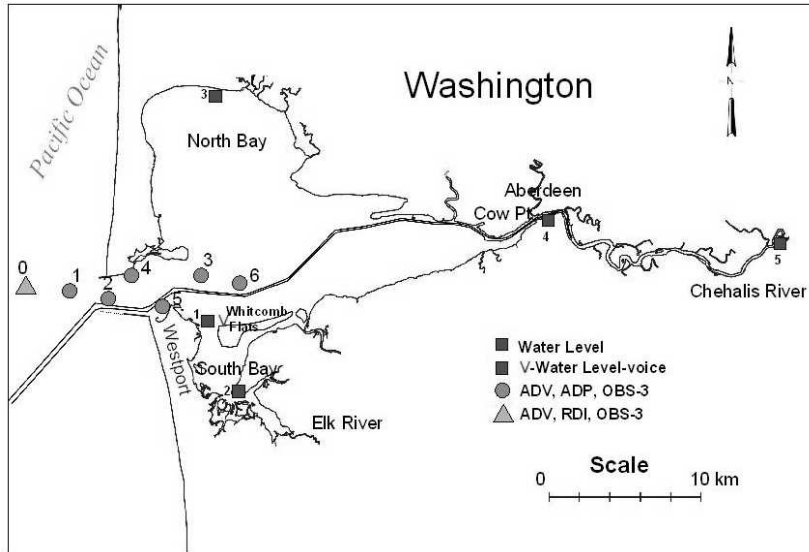 Washington
Pacific Ocean
N
3
North Bay
Aberdeen
Cow Pt.
4
5
Chehalis River
0
1
2
4
3
6
5
1
V
Whitcomb
Flats
Westport
South Bay
2
Elk River
Water Level
V-Water Level-voice
ADV, ADP, OBS-3
ADV, RDI, OBS-3
Scale
0
10 km